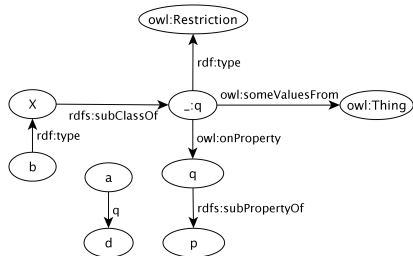 owl:Restriction
rdf:type
owl:someValuesFrom
X
rdfs:subClassOf
_:q
owl:Thing
rdf:type
owl:onProperty
b
a
q
q
rdfs:subPropertyOf
d
p